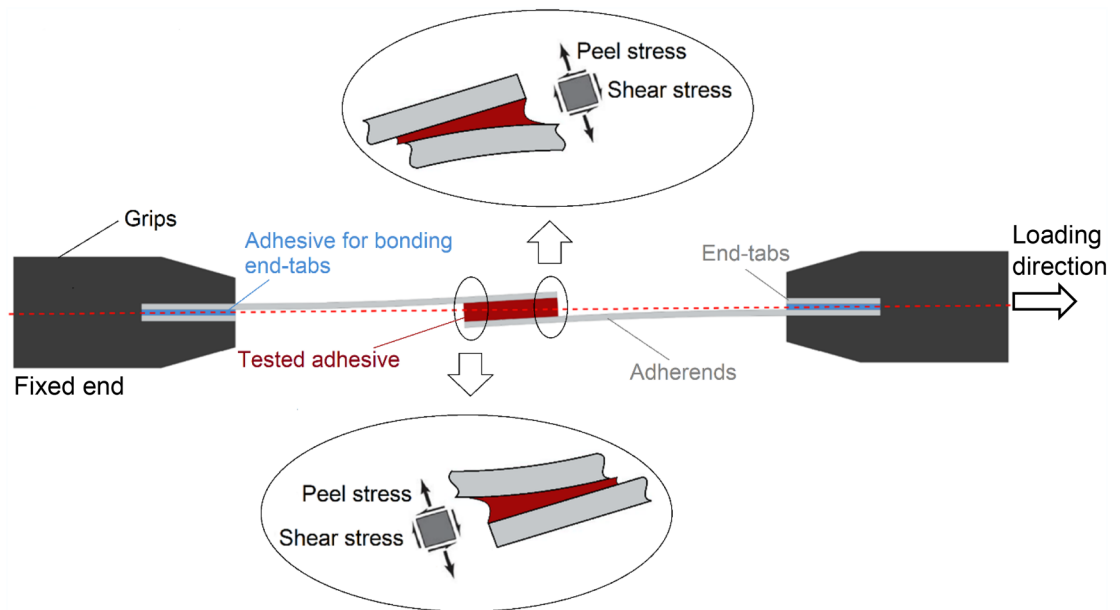 Peel stress
Shear stress
Grips
Adhesive for bonding
end-tabs
End-tabs
Loading
direction
Tested adhesive
Adherends
Fixed end
Peel stress
Shear stress